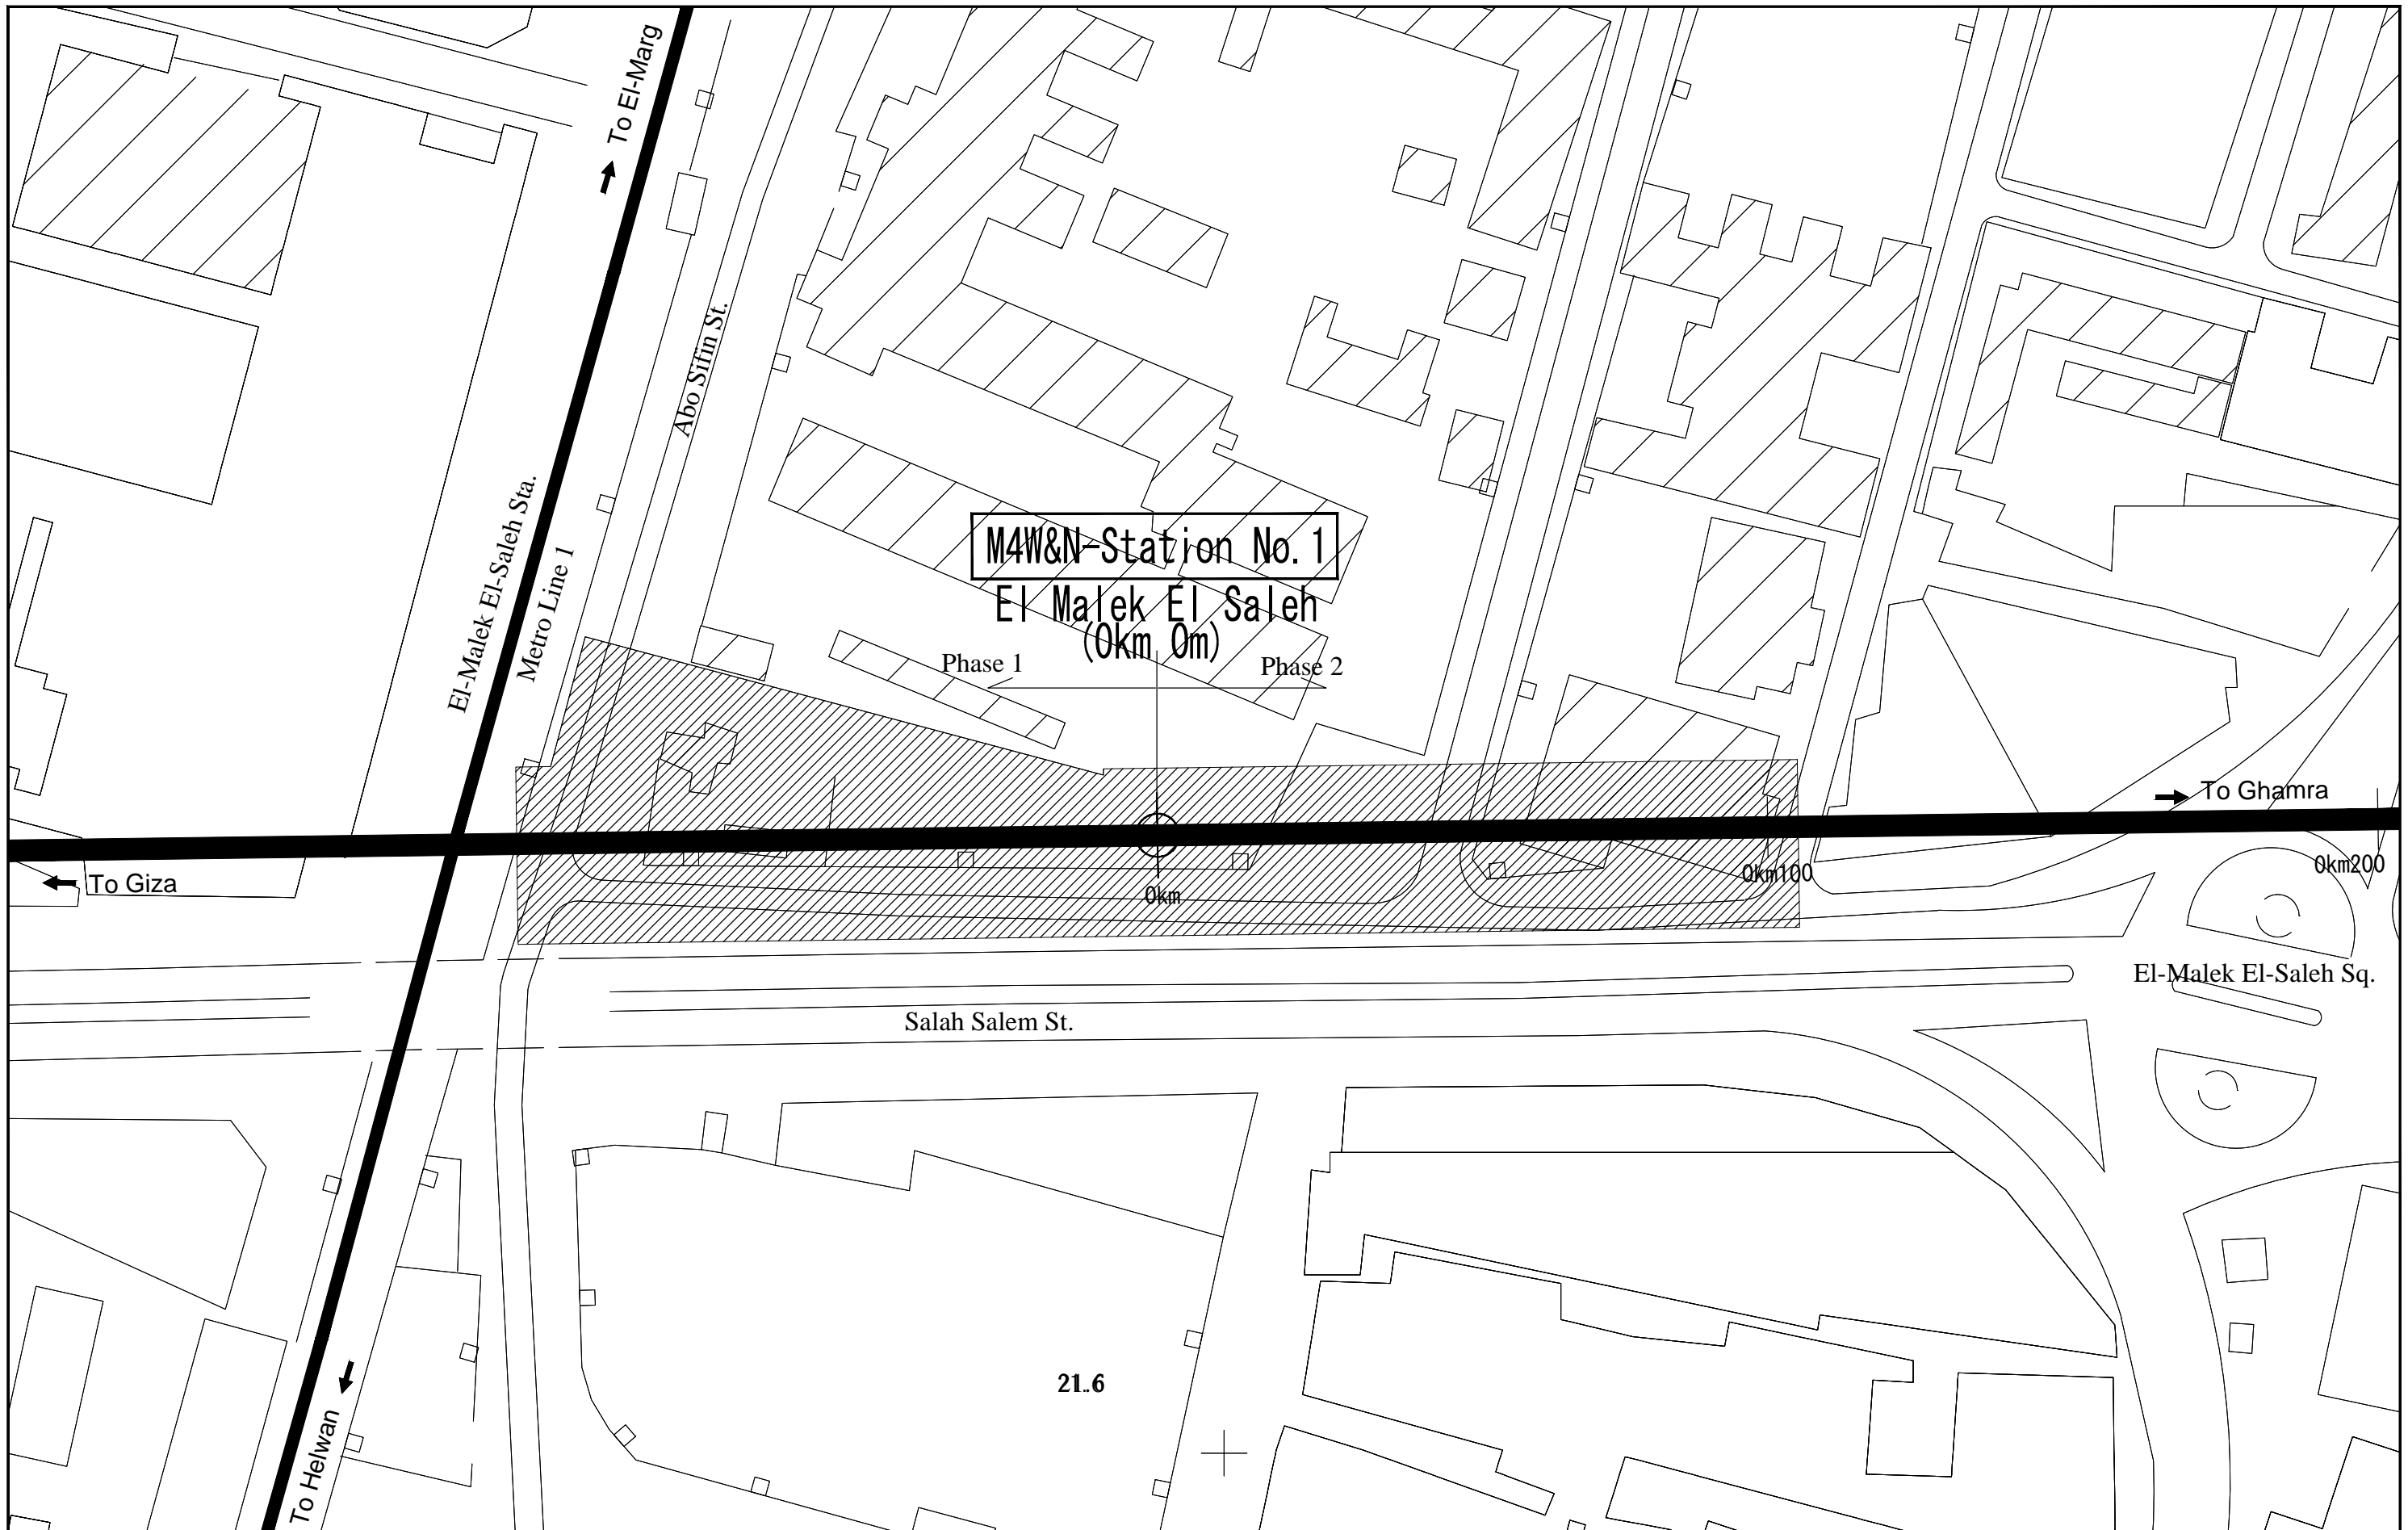 To El-Marg
Abo Sifin St.
El-Malek El-Saleh Sta.
Metro Line 1
M4W&N-Station No.1
El Malek El Saleh
(0km 0m)
Phase 1
Phase 2
To Ghamra
To Giza
0km
0km100
0km200
El-Malek El-Saleh Sq.
Salah Salem St.
21.6
To Helwan